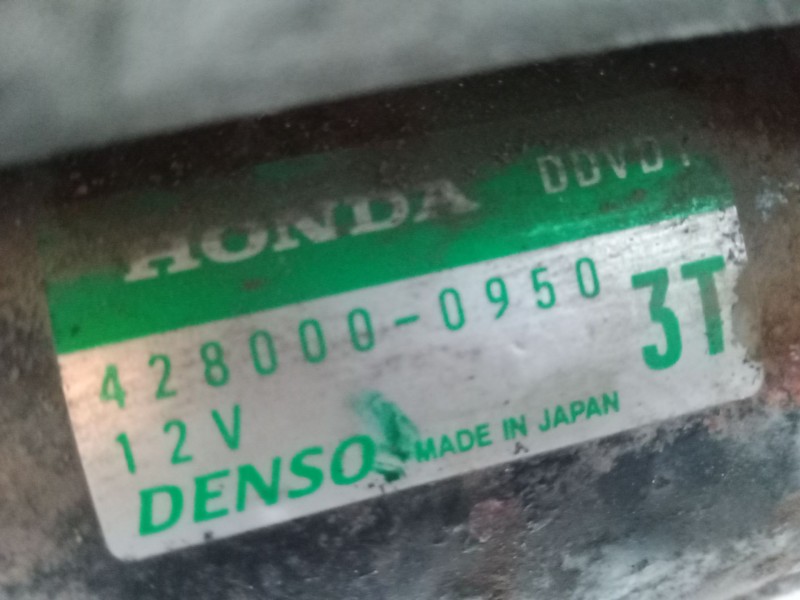 HONDA
428000-0950 3T
12V
DENSO MADE IN JAPAN